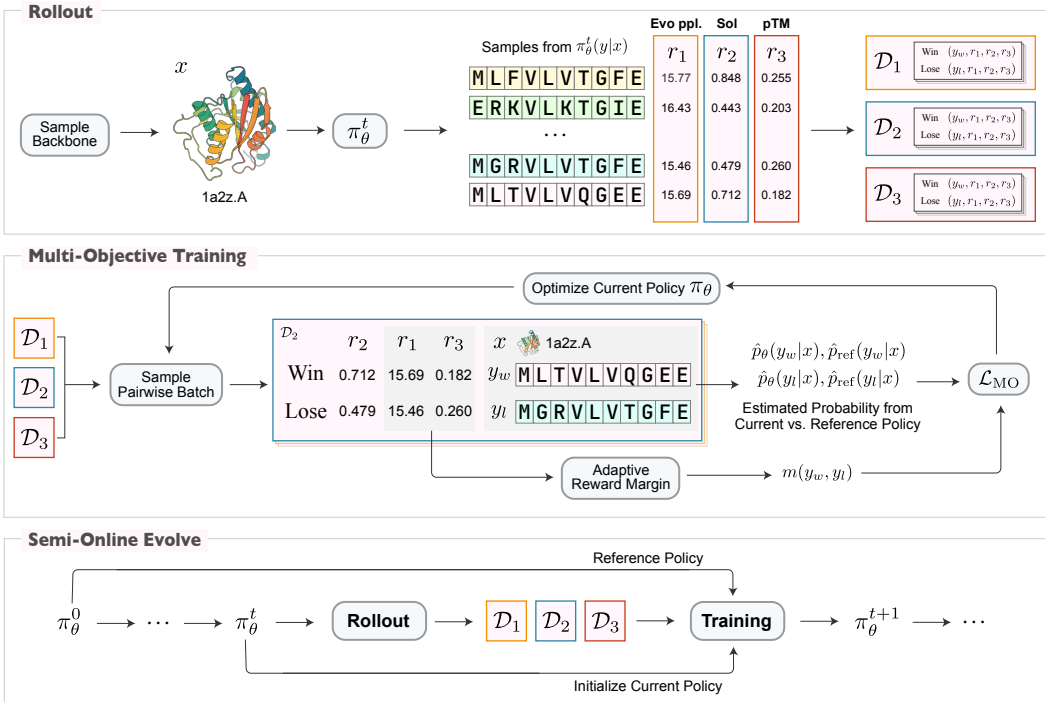 Rollout
Evo ppl. Sol pTM
x
Samples from π_θ^t(y|x) r_1 r_2 r_3
M L F V L V T G F E 15.77 0.848 0.255
E R K V L K T G I E 16.43 0.443 0.203
...
M G R V L V T G F E 15.46 0.479 0.260
M L T V L V Q G E E 15.69 0.712 0.182
Sample
Backbone
1a2z.A
π_θ^t
D_1 Win (y_w, r_1, r_2, r_3)
Lose (y_l, r_1, r_2, r_3)
D_2 Win (y_w, r_1, r_2, r_3)
Lose (y_l, r_1, r_2, r_3)
D_3 Win (y_w, r_1, r_2, r_3)
Lose (y_l, r_1, r_2, r_3)
Multi-Objective Training
Optimize Current Policy π_θ
D_1
D_2
D_3
Sample
Pairwise Batch
D_2
r_2 r_1 r_3 x 1a2z.A
Win 0.712 15.69 0.182 y_w M L T V L V Q G E E
Lose 0.479 15.46 0.260 y_l M G R V L V T G F E
p̂_θ(y_w|x), p̂_ref(y_w|x)
p̂_θ(y_l|x), p̂_ref(y_l|x)
Estimated Probability from
Current vs. Reference Policy
L_MO
Adaptive
Reward Margin
m(y_w, y_l)
Semi-Online Evolve
Reference Policy
π_θ^0 ... π_θ^t Rollout D_1 D_2 D_3 Training π_θ^{t+1} ...
Initialize Current Policy